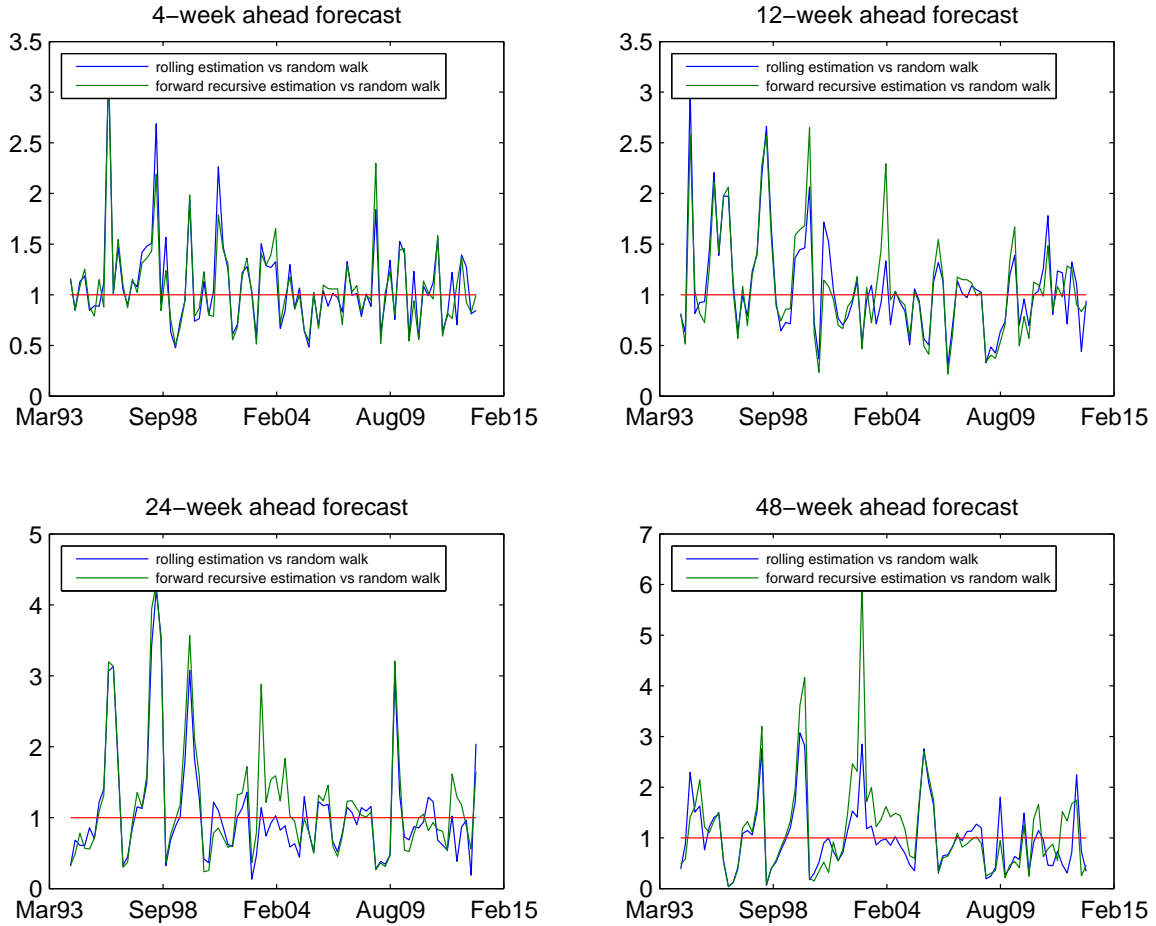 4−week ahead forecast
3.5
3
2.5
2
1.5
1
0.5
0
Mar93 Sep98 Feb04 Aug09 Feb15
rolling estimation vs random walk
forward recursive estimation vs random walk
12−week ahead forecast
3.5
3
2.5
2
1.5
1
0.5
0
Mar93 Sep98 Feb04 Aug09 Feb15
rolling estimation vs random walk
forward recursive estimation vs random walk
24−week ahead forecast
5
4
3
2
1
0
Mar93 Sep98 Feb04 Aug09 Feb15
rolling estimation vs random walk
forward recursive estimation vs random walk
48−week ahead forecast
7
6
5
4
3
2
1
0
Mar93 Sep98 Feb04 Aug09 Feb15
rolling estimation vs random walk
forward recursive estimation vs random walk